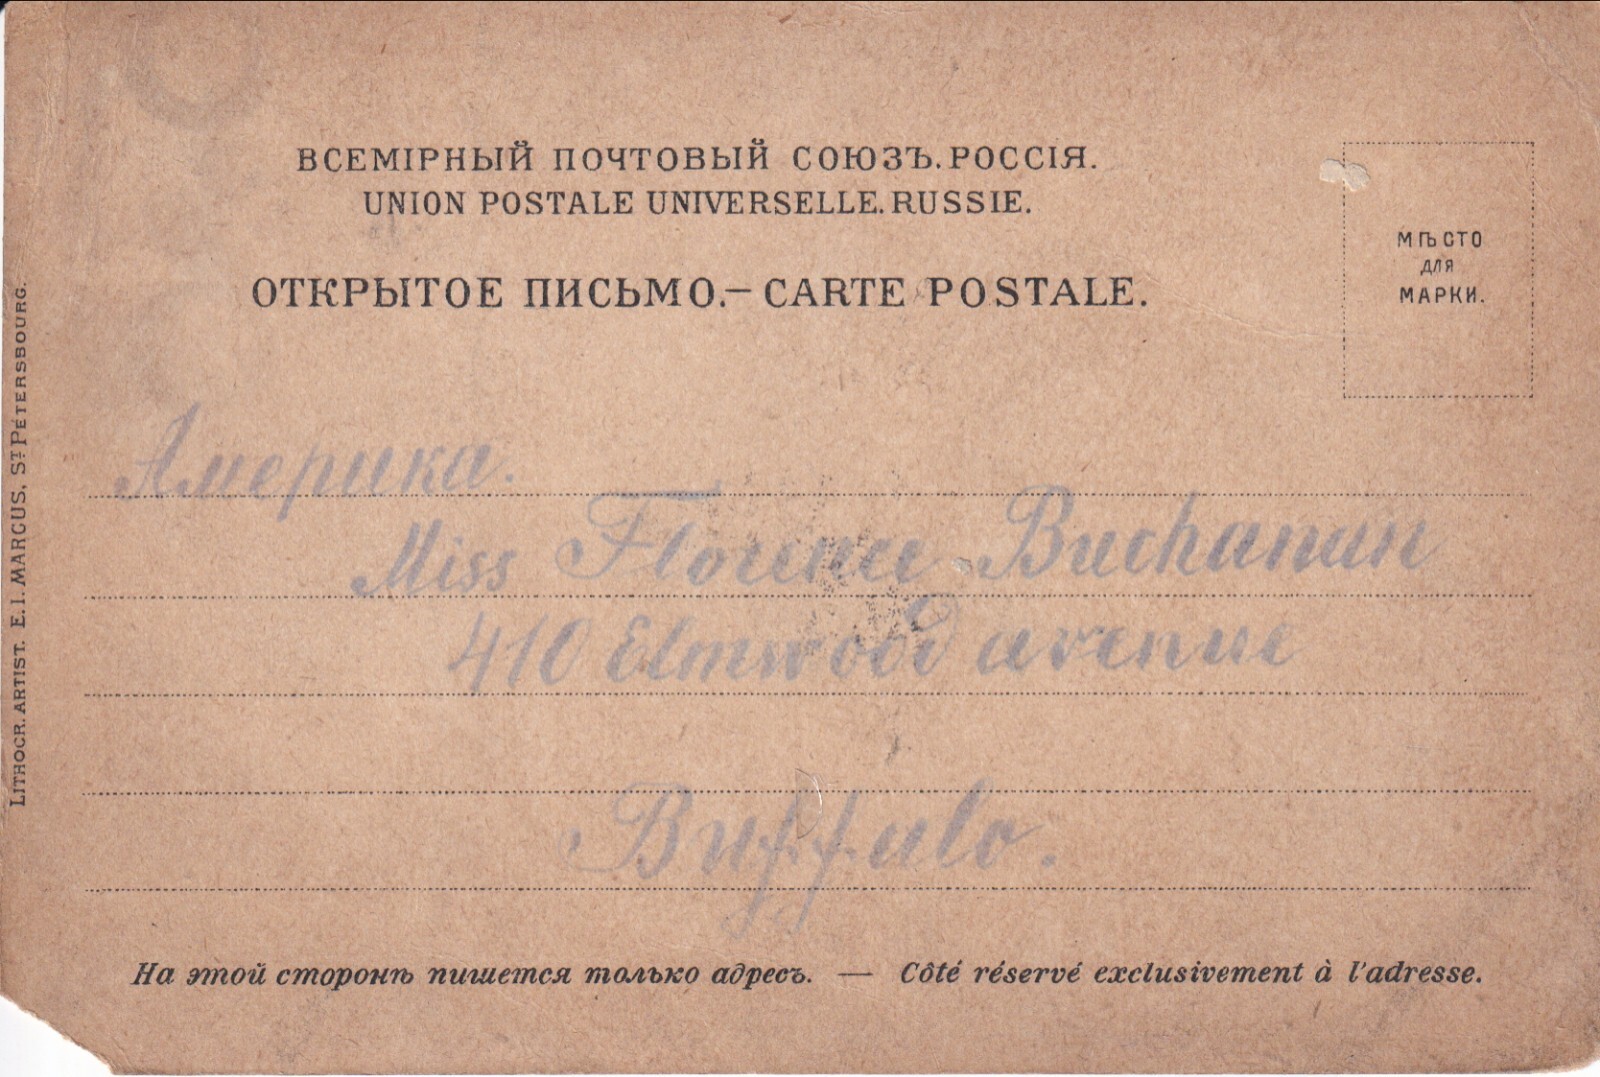 ВСЕМІРНЫЙ ПОЧТОВЫЙ СОЮЗЪ. РОССІЯ.
UNION POSTALE UNIVERSELLE. RUSSIE.
ОТКРЫТОЕ ПИСЬМО.— CARTE POSTALE.
МѢСТО
ДЛЯ
МАРКИ.
Америка.
Miss Florence Buchanan
410 Elmwood avenue
Buffalo.
На этой сторонѣ пишется только адресъ. — Côté réservé exclusivement à l'adresse.
LITHOGR. ARTIST. E. I. MARCUS, ST PÉTERSBOURG.